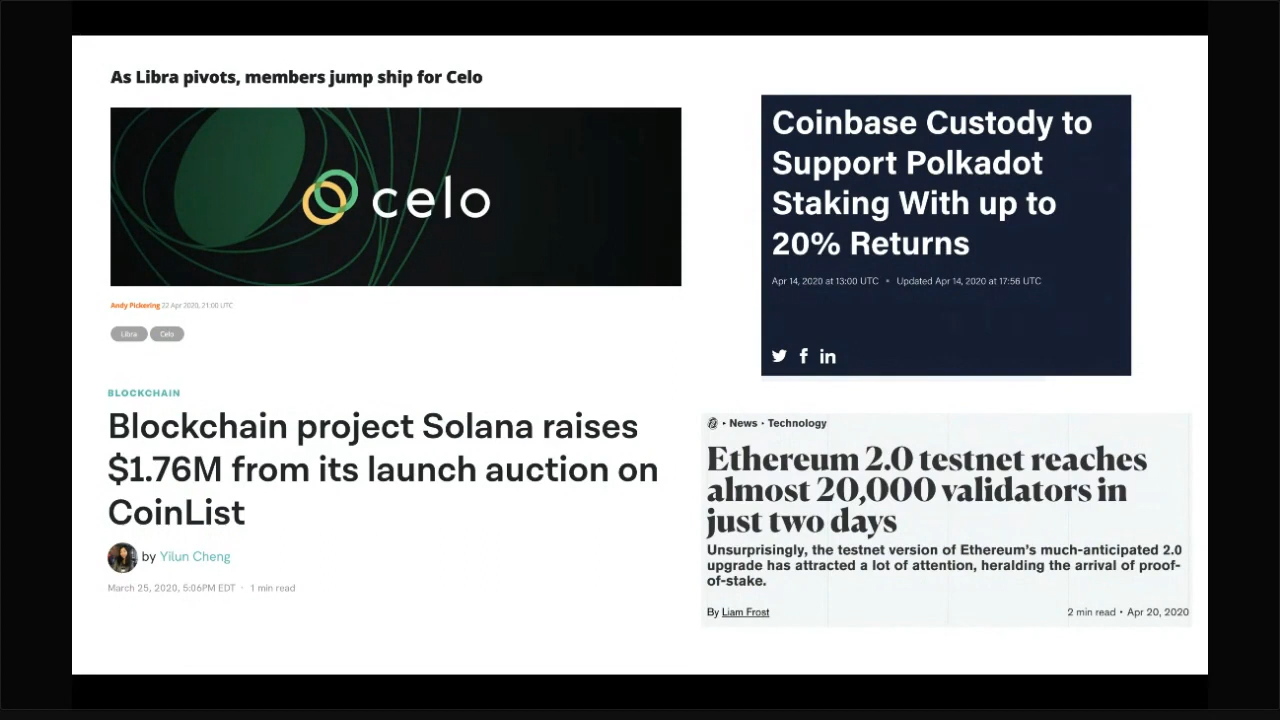 As Libra pivots, members jump ship for Celo
celo
Andy Pickering 22 Apr 2020, 21:00 UTC
Libra Celo
BLOCKCHAIN
Blockchain project Solana raises
$1.76M from its launch auction on
CoinList
by Yilun Cheng
March 25, 2020, 5:06PM EDT · 1 min read
Coinbase Custody to
Support Polkadot
Staking With up to
20% Returns
Apr 14, 2020 at 13:00 UTC • Updated Apr 14, 2020 at 17:56 UTC
News · Technology
Ethereum 2.0 testnet reaches
almost 20,000 validators in
just two days
Unsurprisingly, the testnet version of Ethereum's much-anticipated 2.0
upgrade has attracted a lot of attention, heralding the arrival of proof-
of-stake.
By Liam Frost 2 min read • Apr 20, 2020